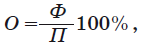 О = Ф/П 100% ,